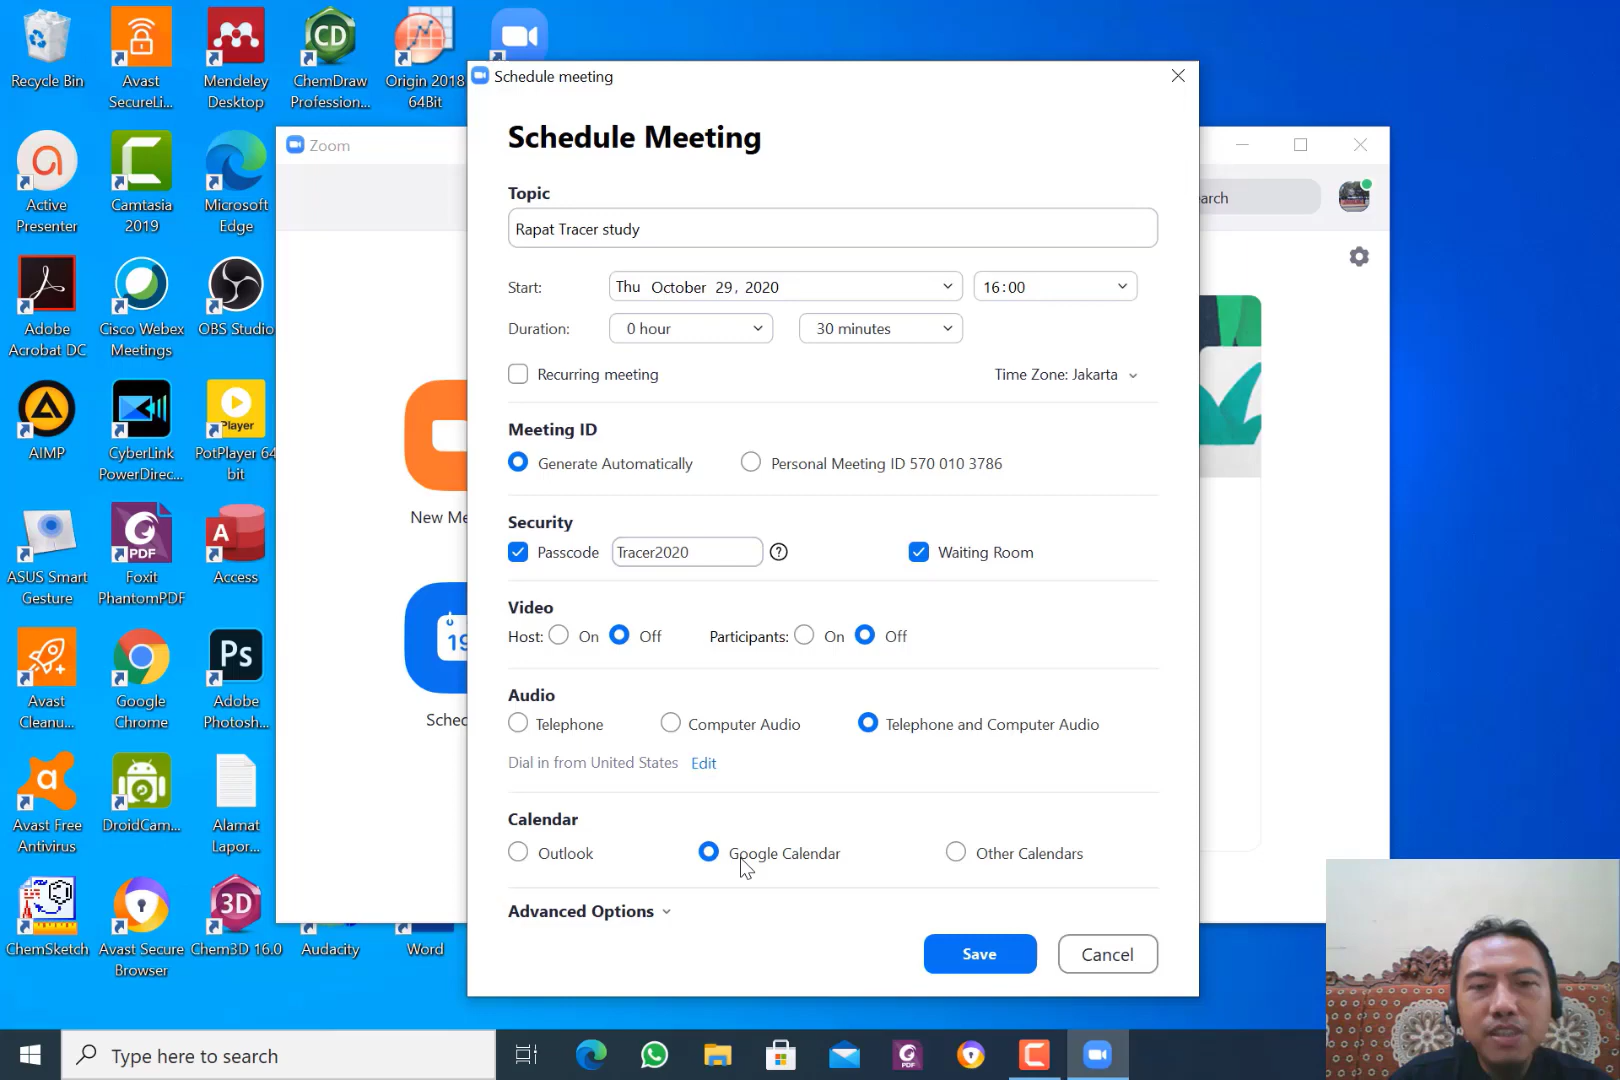 Recycle Bin
Avast
SecureLi...
Mendeley
Desktop
ChemDraw
Profession...
Origin 2018
64Bit
Active
Presenter
Camtasia
2019
Microsoft
Edge
Adobe
Acrobat DC
Cisco Webex
Meetings
OBS Studio
AIMP
CyberLink
PowerDirec...
Player
PotPlayer 64
bit
ASUS Smart
Gesture
PDF
Foxit
PhantomPDF
A
Access
Avast
Cleanu...
Google
Chrome
Ps
Adobe
Photosh...
Avast Free
Antivirus
DroidCam...
Alamat
Lapor...
ChemSketch
Avast Secure
Browser
3D
Chem3D 16.0
Audacity
Word
CD
Zoom
arch
New Me
19
Sched
Schedule meeting
Schedule Meeting
Topic
Rapat Tracer study
Start: Thu October 29, 2020 16:00
Duration: 0 hour 30 minutes
Recurring meeting Time Zone: Jakarta
Meeting ID
Generate Automatically Personal Meeting ID 570 010 3786
Security
Passcode Tracer2020 ? Waiting Room
Video
Host: On Off Participants: On Off
Audio
Telephone Computer Audio Telephone and Computer Audio
Dial in from United States Edit
Calendar
Outlook Google Calendar Other Calendars
Advanced Options
Save Cancel
Type here to search
PDF